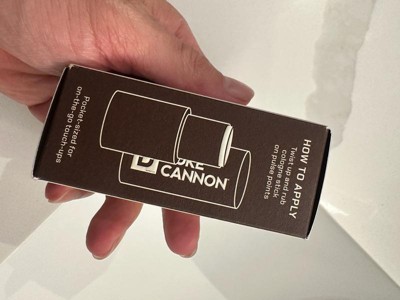 HOW TO APPLY
Twist up and rub
cologne stick
on pulse points
CANNON
Pocket-sized for
on-the-go touch-ups